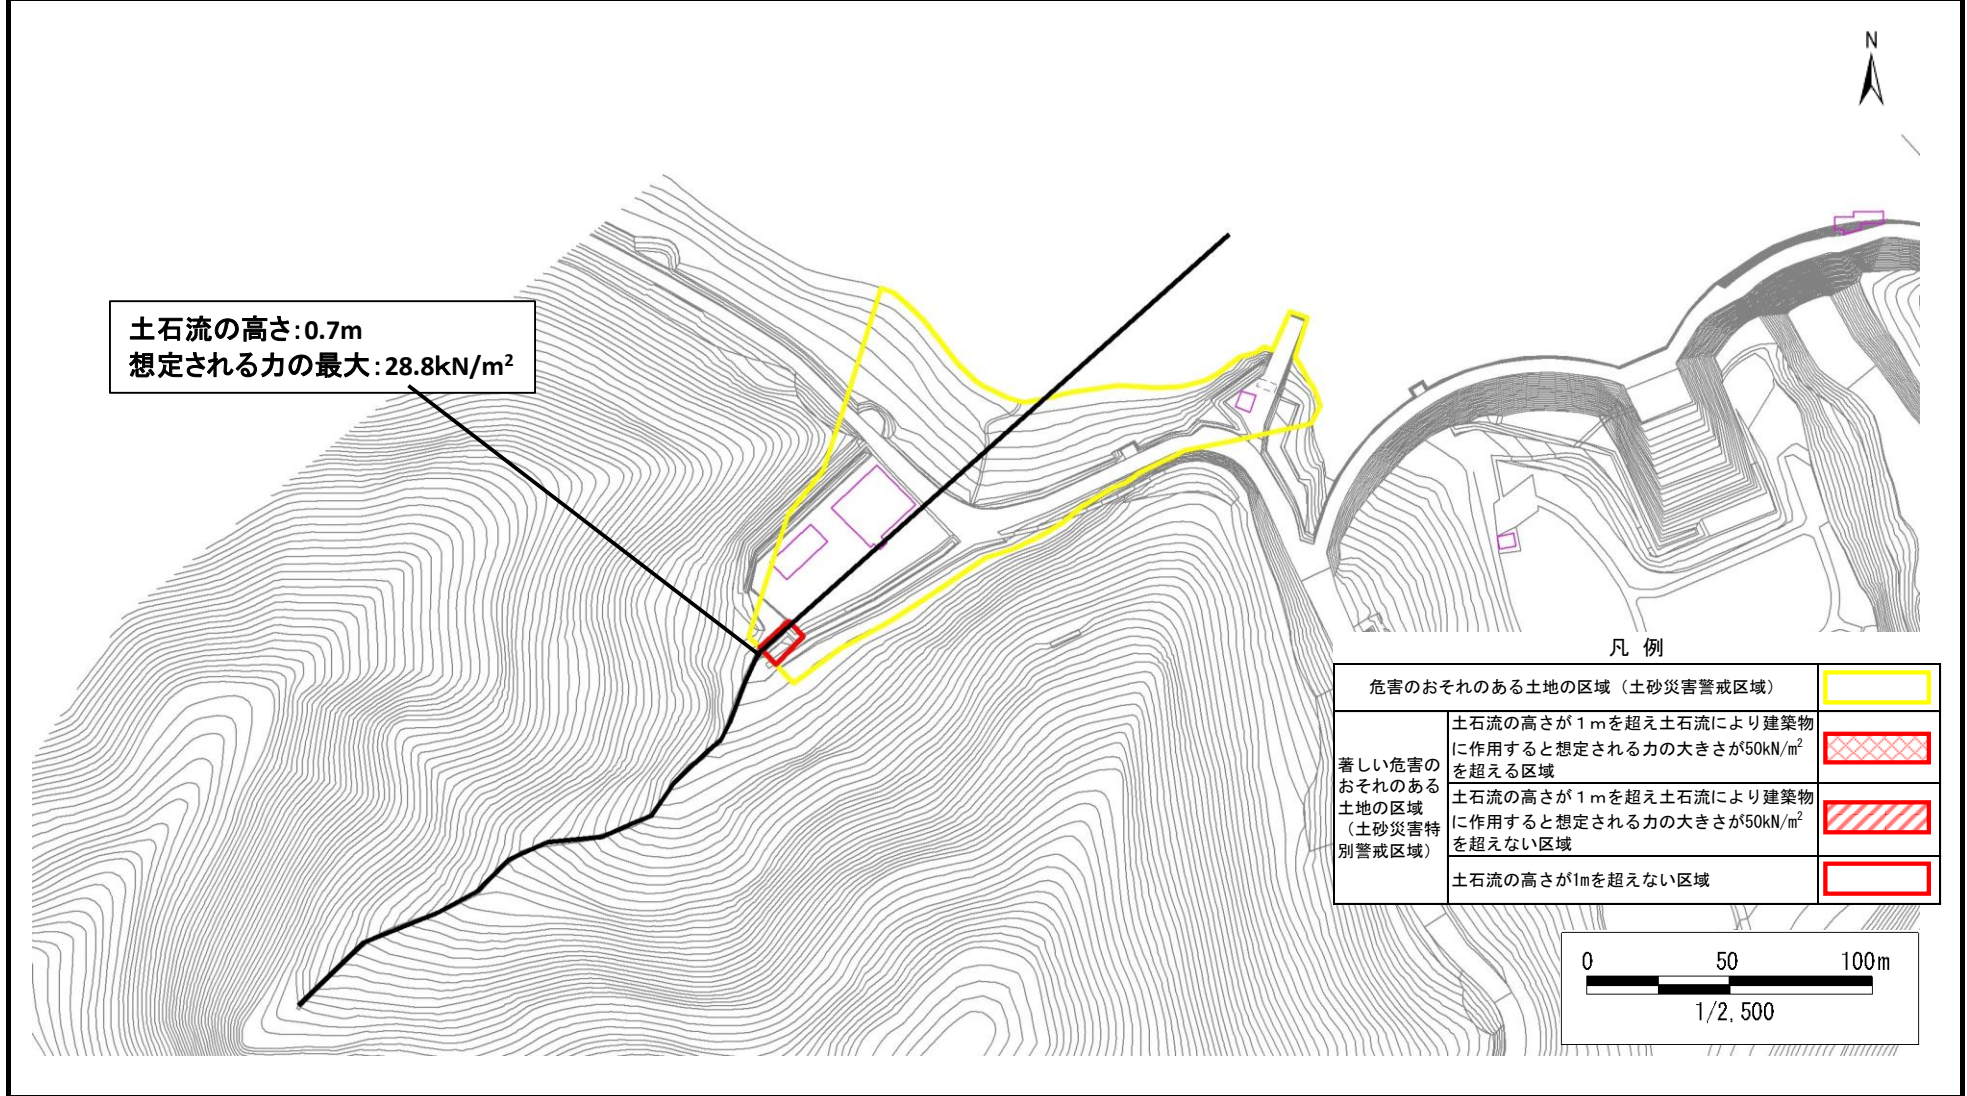 N
土石流の高さ:0.7m
想定される力の最大:28.8kN/m²
凡 例
危害のおそれのある土地の区域（土砂災害警戒区域）
著しい危害の
おそれのある
土地の区域
（土砂災害特
別警戒区域）
土石流の高さが１ｍを超え土石流により建築物
に作用すると想定される力の大きさが50kN/m²
を超える区域
土石流の高さが１ｍを超え土石流により建築物
に作用すると想定される力の大きさが50kN/m²
を超えない区域
土石流の高さが1mを超えない区域
0 50 100m
1/2,500